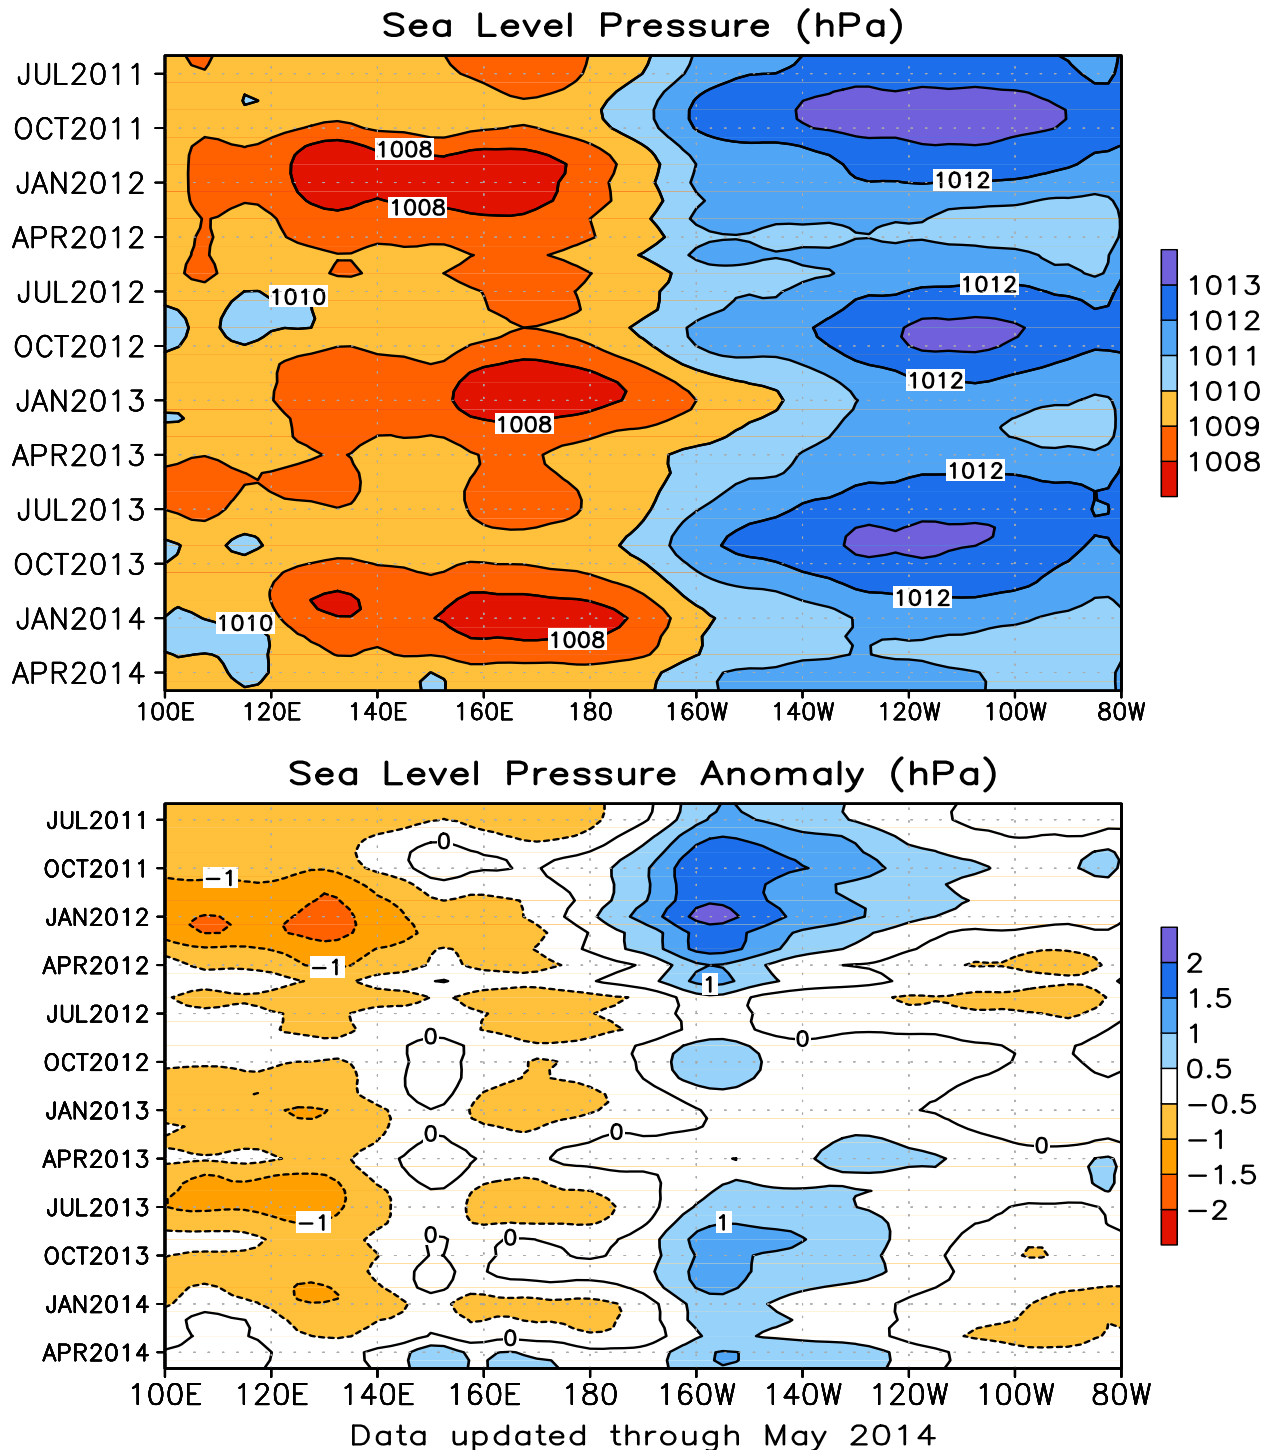 Sea Level Pressure (hPa)
JUL2011
OCT2011
JAN2012
APR2012
JUL2012
OCT2012
JAN2013
APR2013
JUL2013
OCT2013
JAN2014
APR2014
1008
1008
1012
1010
1012
1012
1008
1012
1012
1010
1008
1013
1012
1011
1010
1009
1008
100E 120E 140E 160E 180 160W 140W 120W 100W 80W
Sea Level Pressure Anomaly (hPa)
JUL2011
OCT2011
JAN2012
APR2012
JUL2012
OCT2012
JAN2013
APR2013
JUL2013
OCT2013
JAN2014
APR2014
0
-1
-1
1
0
0
0
0
0
-1
1
0
0
0
2
1.5
1
0.5
-0.5
-1
-1.5
-2
100E 120E 140E 160E 180 160W 140W 120W 100W 80W
Data updated through May 2014